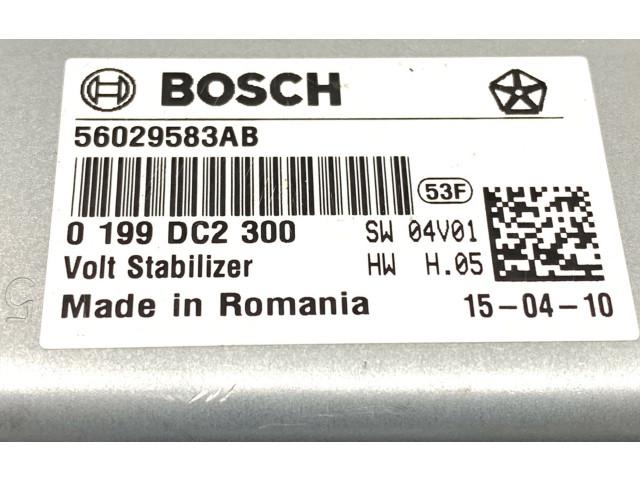 BOSCH
56029583AB
53F
0 199 DC2 300 SW 04V01
Volt Stabilizer HW H.05
Made in Romania 15-04-10